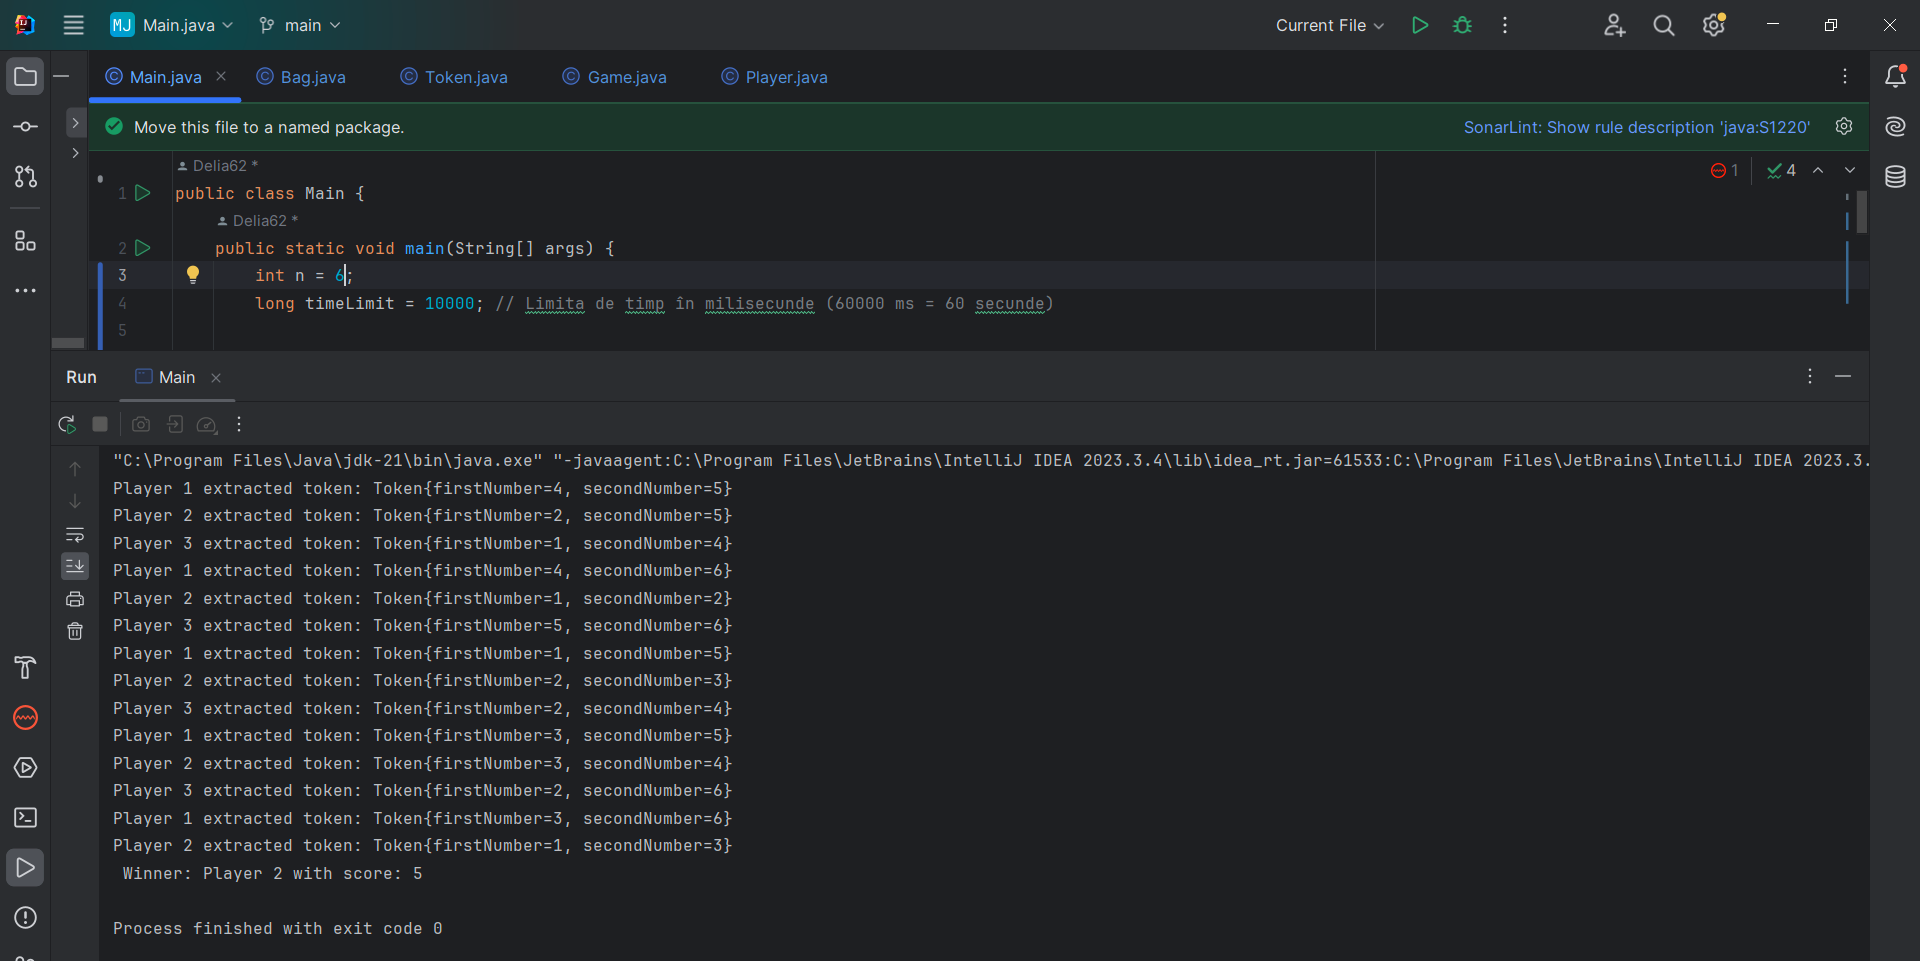 MJ Main.java main Current File
Main.java Bag.java Token.java Game.java Player.java
Move this file to a named package. SonarLint: Show rule description 'java:S1220'
Delia62 *
1 public class Main {
Delia62 *
2 public static void main(String[] args) {
3 int n = 6;
4 long timeLimit = 10000; // Limita de timp în milisecunde (60000 ms = 60 secunde)
5
1 4
Run Main
"C:\Program Files\Java\jdk-21\bin\java.exe" "-javaagent:C:\Program Files\JetBrains\IntelliJ IDEA 2023.3.4\lib\idea_rt.jar=61533:C:\Program Files\JetBrains\IntelliJ IDEA 2023.3.
Player 1 extracted token: Token{firstNumber=4, secondNumber=5}
Player 2 extracted token: Token{firstNumber=2, secondNumber=5}
Player 3 extracted token: Token{firstNumber=1, secondNumber=4}
Player 1 extracted token: Token{firstNumber=4, secondNumber=6}
Player 2 extracted token: Token{firstNumber=1, secondNumber=2}
Player 3 extracted token: Token{firstNumber=5, secondNumber=6}
Player 1 extracted token: Token{firstNumber=1, secondNumber=5}
Player 2 extracted token: Token{firstNumber=2, secondNumber=3}
Player 3 extracted token: Token{firstNumber=2, secondNumber=4}
Player 1 extracted token: Token{firstNumber=3, secondNumber=5}
Player 2 extracted token: Token{firstNumber=3, secondNumber=4}
Player 3 extracted token: Token{firstNumber=2, secondNumber=6}
Player 1 extracted token: Token{firstNumber=3, secondNumber=6}
Player 2 extracted token: Token{firstNumber=1, secondNumber=3}
Winner: Player 2 with score: 5
Process finished with exit code 0